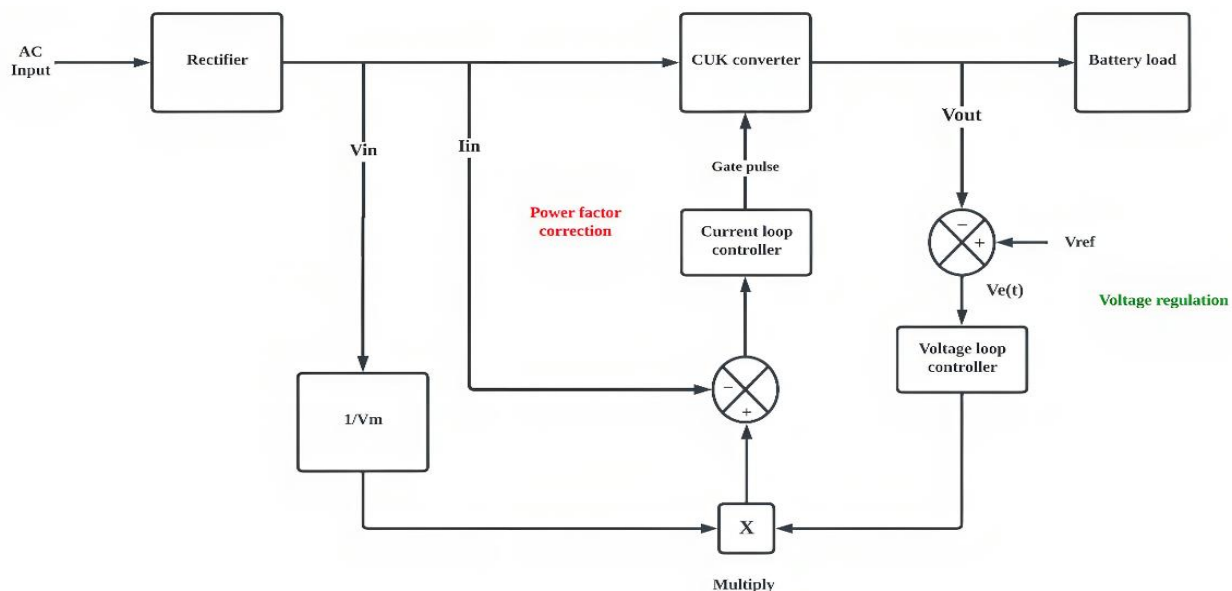 AC
Input
Rectifier
CUK converter
Battery load
Vin
Iin
Vout
Gate pulse
Power factor
correction
Current loop
controller
−
+
Vref
Ve(t)
Voltage regulation
Voltage loop
controller
−
+
1/Vm
X
Multiply